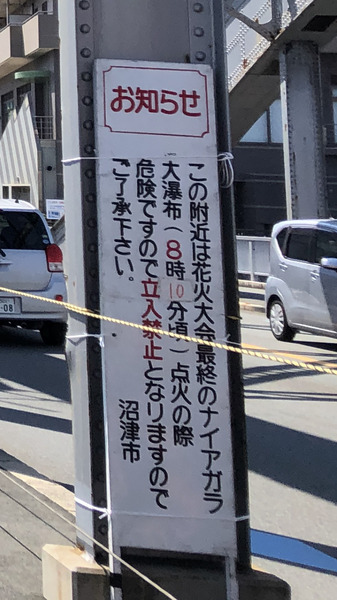 お知らせ
この附近は花火大会最終のナイアガラ
大瀑布（8時10分頃）点火の際
危険ですので立入禁止となりますので
ご了承下さい。
沼津市